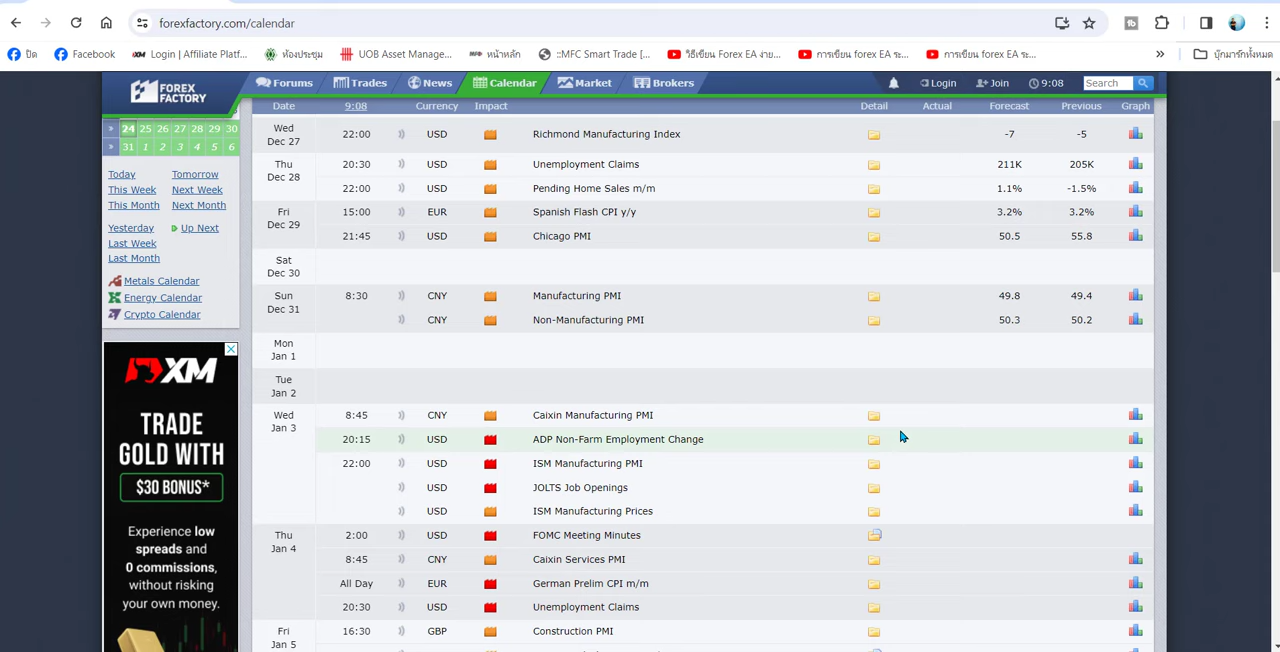 forexfactory.com/calendar
ปิด Facebook Login | Affiliate Platf... ห้องประชุม UOB Asset Manage... หน้าหลัก ::MFC Smart Trade [... วิธีเขียน Forex EA ง่าย... การเขียน forex EA ระ... การเขียน forex EA ระ... » บุ๊กมาร์กทั้งหมด
FOREX FACTORY Forums Trades News Calendar Market Brokers Login Join 9:08 Search
Date 9:08 Currency Impact Detail Actual Forecast Previous Graph
» 24 25 26 27 28 29 30
» 31 1 2 3 4 5 6
Today Tomorrow
This Week Next Week
This Month Next Month
Yesterday Up Next
Last Week
Last Month
Metals Calendar
Energy Calendar
Crypto Calendar
XM
TRADE
GOLD WITH
$30 BONUS*
Experience low
spreads and
0 commissions,
without risking
your own money.
Wed Dec 27 22:00 USD Richmond Manufacturing Index -7 -5
Thu Dec 28 20:30 USD Unemployment Claims 211K 205K
22:00 USD Pending Home Sales m/m 1.1% -1.5%
Fri Dec 29 15:00 EUR Spanish Flash CPI y/y 3.2% 3.2%
21:45 USD Chicago PMI 50.5 55.8
Sat Dec 30
Sun Dec 31 8:30 CNY Manufacturing PMI 49.8 49.4
CNY Non-Manufacturing PMI 50.3 50.2
Mon Jan 1
Tue Jan 2
Wed Jan 3 8:45 CNY Caixin Manufacturing PMI
20:15 USD ADP Non-Farm Employment Change
22:00 USD ISM Manufacturing PMI
USD JOLTS Job Openings
USD ISM Manufacturing Prices
Thu Jan 4 2:00 USD FOMC Meeting Minutes
8:45 CNY Caixin Services PMI
All Day EUR German Prelim CPI m/m
20:30 USD Unemployment Claims
Fri Jan 5 16:30 GBP Construction PMI